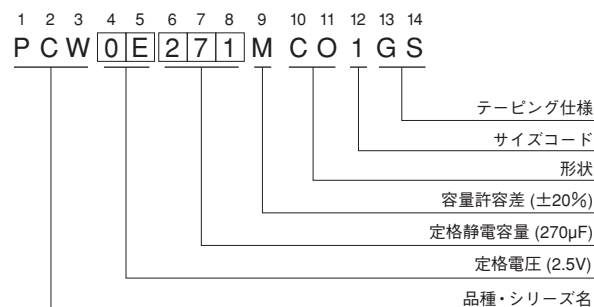 1 2 3 4 5 6 7 8 9 10 11 12 13 14
P C W 0 E 2 7 1 M C O 1 G S
テーピング仕様
サイズコード
形状
容量許容差 (±20%)
定格静電容量 (270µF)
定格電圧 (2.5V)
品種・シリーズ名